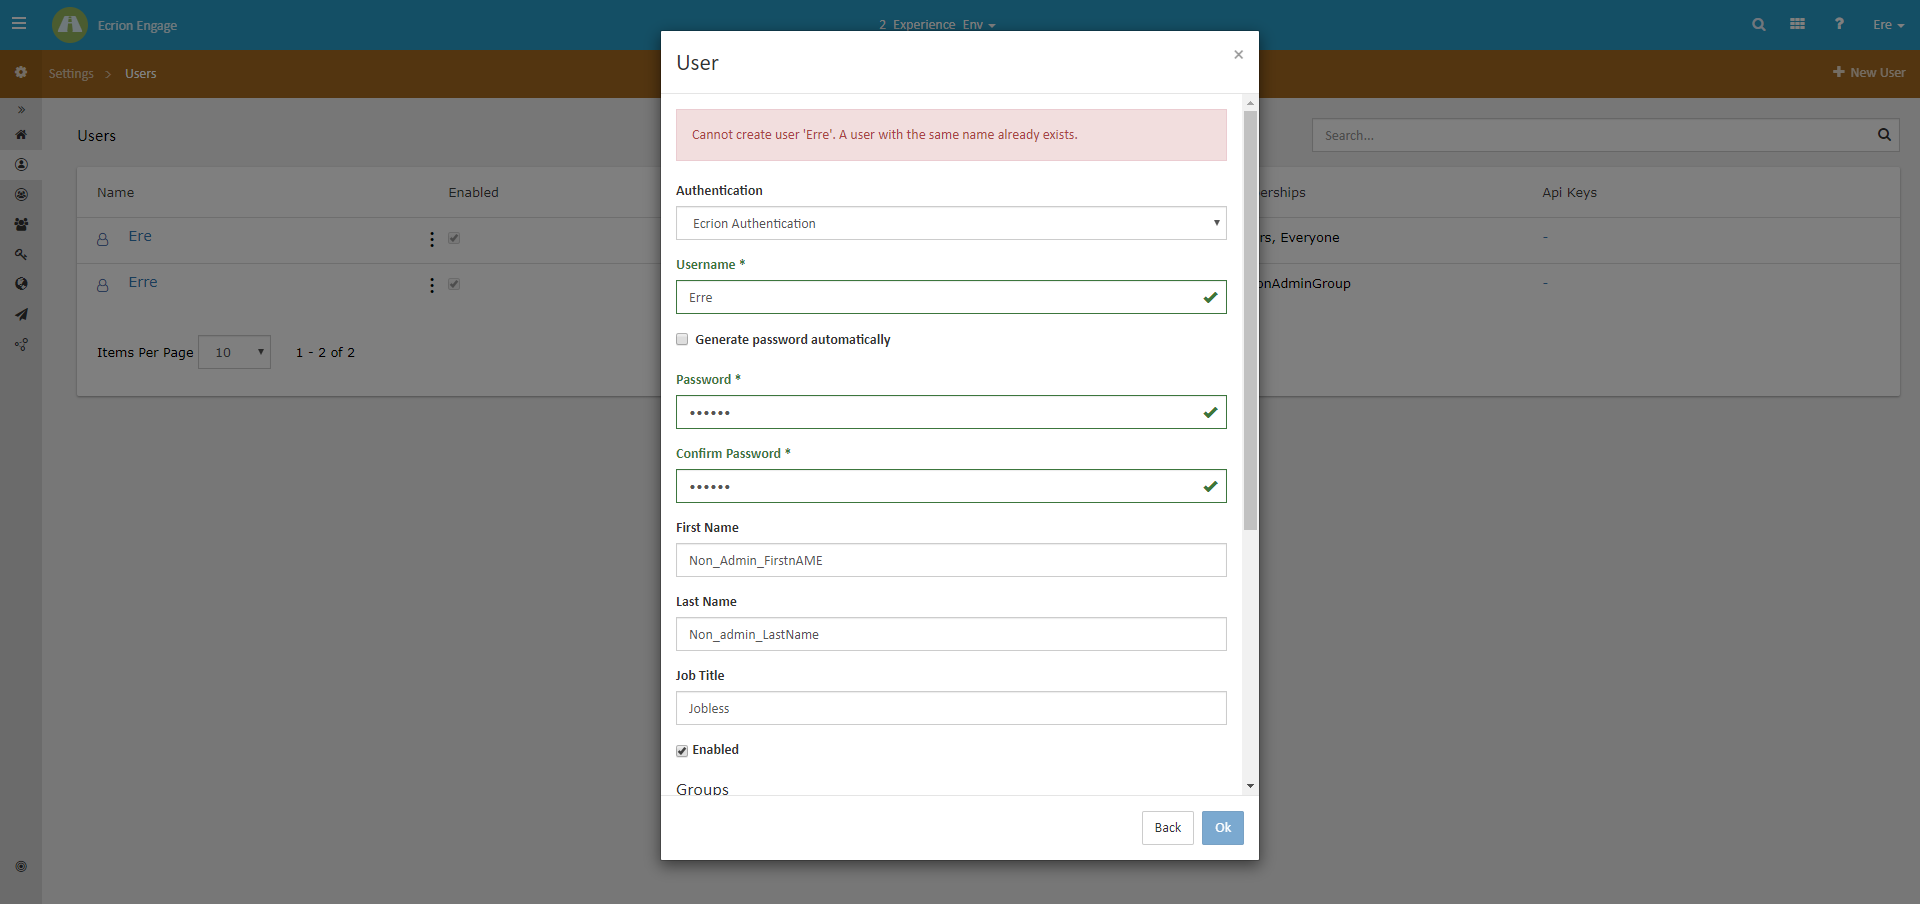 Ecrion Engage
2_Experience_Env
?
Ere
Settings > Users
+ New User
Users
Search...
Name
Enabled
erships
Api Keys
Ere
rs, Everyone
-
Erre
onAdminGroup
-
Items Per Page
10
1 - 2 of 2
User
×
Cannot create user 'Erre'. A user with the same name already exists.
Authentication
Ecrion Authentication
Username *
Erre
Generate password automatically
Password *
••••••
Confirm Password *
••••••
First Name
Non_Admin_FirstnAME
Last Name
Non_admin_LastName
Job Title
Jobless
Enabled
Groups
Back
Ok